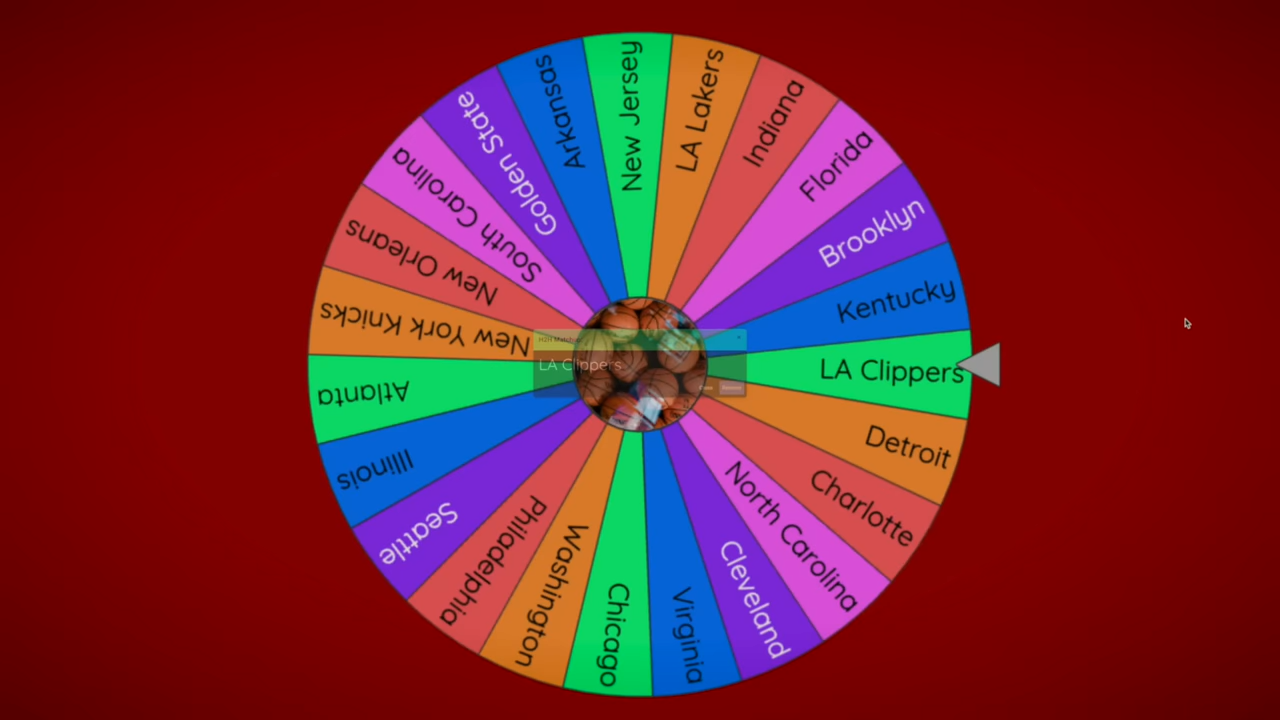 New Jersey
LA Lakers
Indiana
Florida
Brooklyn
Kentucky
LA Clippers
Detroit
Charlotte
North Carolina
Cleveland
Virginia
Chicago
Washington
Philadelphia
Seattle
Illinois
Atlanta
New York Knicks
New Orleans
South Carolina
Golden State
Arkansas
LA Clippers